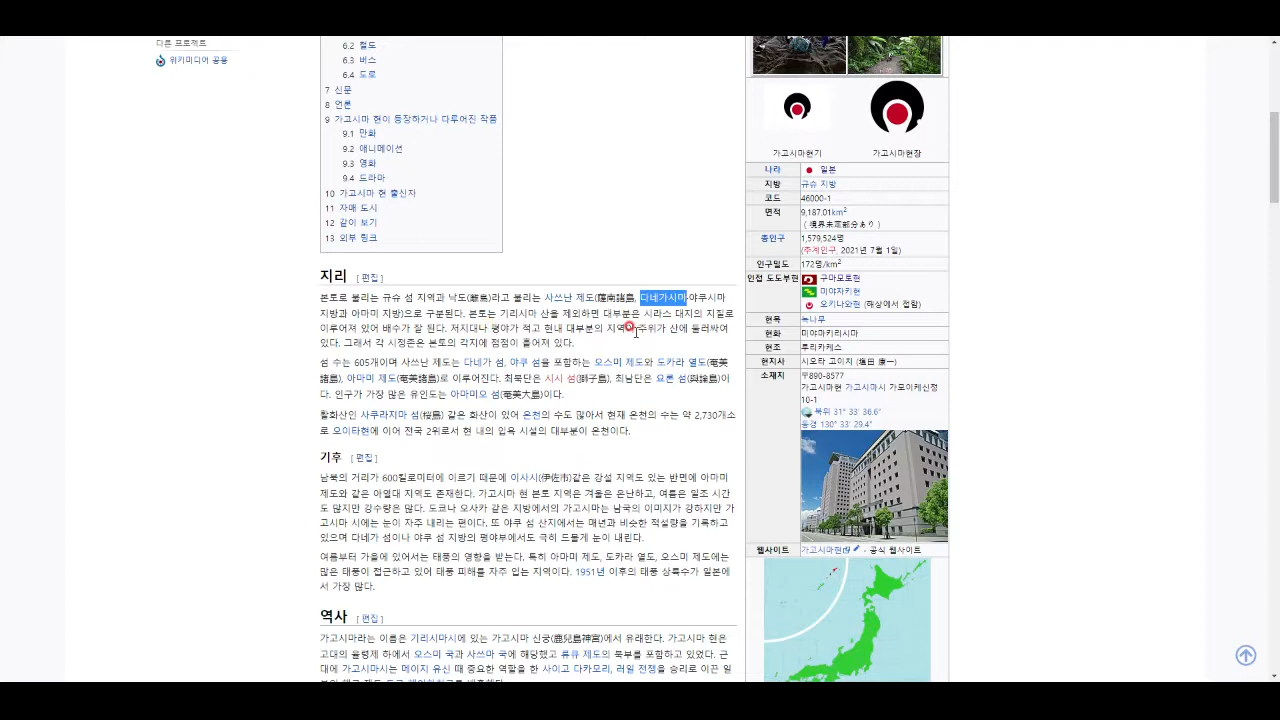 다른 프로젝트
위키미디어 공용
6.2 철도
6.3 버스
6.4 도로
7 신문
8 언론
9 가고시마 현이 등장하거나 다루어진 작품
9.1 만화
9.2 애니메이션
9.3 영화
9.4 드라마
10 가고시마 현 출신자
11 자매 도시
12 같이 보기
13 외부 링크
지리 [편집]
본토로 불리는 규슈 섬 지역과 낙도(離島)라고 불리는 사쓰난 제도(薩南諸島, 다네가시마·야쿠시마
지방과 아마미 지방)으로 구분된다. 본토는 기리시마 산을 제외하면 대부분은 시라스 대지의 지질로
이루어져 있어 배수가 잘 된다. 저지대나 평야가 적고 현내 대부분의 지역 주위가 산에 둘러싸여
있다. 그래서 각 시정촌은 본토의 각지에 점점이 흩어져 있다.
섬 수는 605개이며 사쓰난 제도는 다네가 섬, 야쿠 섬을 포함하는 오스미 제도와 도카라 열도(奄美
諸島), 아마미 제도(奄美諸島)로 이루어진다. 최북단은 시시 섬(獅子島), 최남단은 요론 섬(與論島)이
다. 인구가 가장 많은 유인도는 아마미오 섬(奄美大島)이다.
활화산인 사쿠라지마 섬(桜島) 같은 화산이 있어 온천의 수도 많아서 현재 온천의 수는 약 2,730개소
로 오이타현에 이어 전국 2위로서 현 내의 입욕 시설의 대부분이 온천이다.
기후 [편집]
남북의 거리가 600킬로미터에 이르기 때문에 이사시(伊佐市)같은 강설 지역도 있는 반면에 아마미
제도와 같은 아열대 지역도 존재한다. 가고시마 현 본토 지역은 겨울은 온난하고, 여름은 일조 시간
도 많지만 강수량은 많다. 도쿄나 오사카 같은 지방에서의 가고시마는 남국의 이미지가 강하지만 가
고시마 시에는 눈이 자주 내리는 편이다. 또 야쿠 섬 산지에서는 매년과 비슷한 적설량을 기록하고
있으며 다네가 섬이나 야쿠 섬 지방의 평야부에서도 극히 드물게 눈이 내린다.
여름부터 가을에 있어서는 태풍의 영향을 받는다. 특히 아마미 제도, 도카라 열도, 오스미 제도에는
많은 태풍이 접근하고 있어 태풍 피해를 자주 입는 지역이다. 1951년 이후의 태풍 상륙수가 일본에
서 가장 많다.
역사 [편집]
가고시마라는 이름은 기리시마시에 있는 가고시마 신궁(鹿兒島神宮)에서 유래한다. 가고시마 현은
고대의 율령제 하에서 오스미 국과 사쓰마 국에 해당했고 류큐 제도의 북부를 포함하고 있었다. 근
대에 가고시마시는 메이지 유신 때 중요한 역할을 한 사이고 다카모리, 러일 전쟁을 승리로 이끈 일
가고시마현기
가고시마현장
나라 일본
지방 규슈 지방
코드 46000-1
면적 9,187.01km2
(境界未定部分あり)
총인구 1,579,524명
(추계인구, 2021년 7월 1일)
인구밀도 172명/km2
인접 도도부현 구마모토현
미야자키현
오키나와현 (해상에서 접함)
현목 녹나무
현화 미야마키리시마
현조 루리카케스
현지사 시오타 고이치 (塩田 康一)
소재지 〒890-8577
가고시마현 가고시마시 가모이케신정
10-1
북위 31° 33′ 36.6″
동경 130° 33′ 29.4″
웹사이트 가고시마현 - 공식 웹사이트